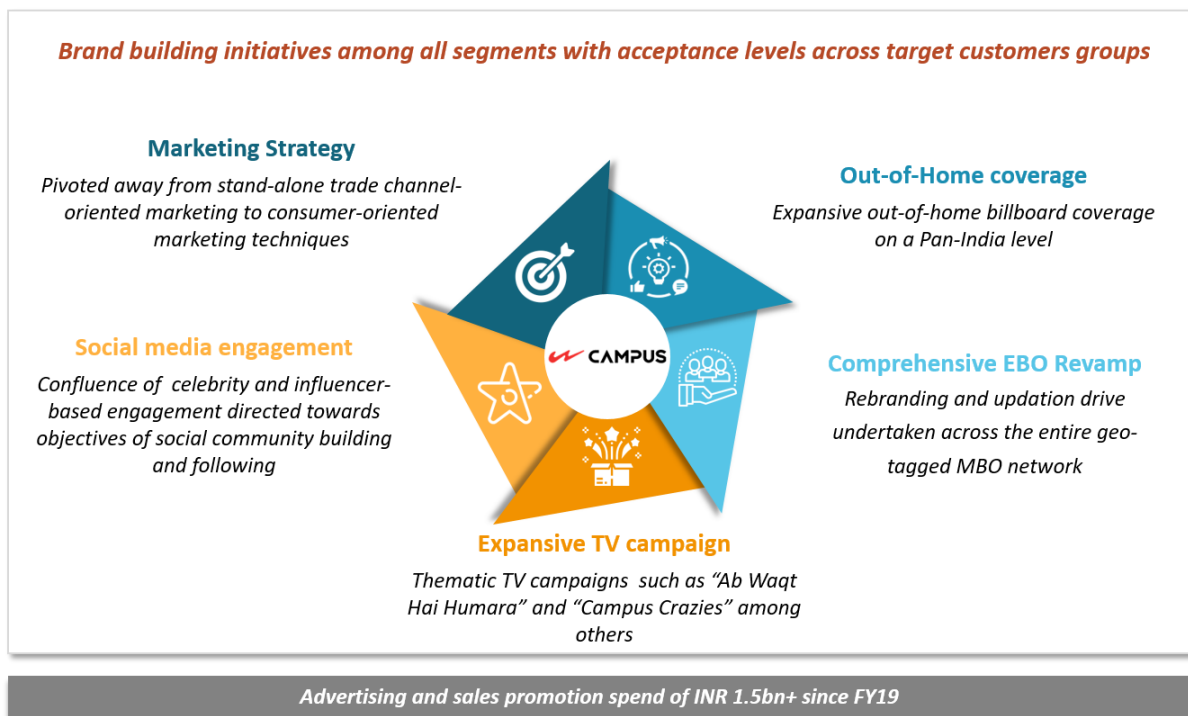 Brand building initiatives among all segments with acceptance levels across target customers groups
Marketing Strategy
Pivoted away from stand-alone trade channel-
oriented marketing to consumer-oriented
marketing techniques
Out-of-Home coverage
Expansive out-of-home billboard coverage
on a Pan-India level
Social media engagement
Confluence of celebrity and influencer-
based engagement directed towards
objectives of social community building
and following
CAMPUS
Comprehensive EBO Revamp
Rebranding and updation drive
undertaken across the entire geo-
tagged MBO network
Expansive TV campaign
Thematic TV campaigns such as “Ab Waqt
Hai Humara” and “Campus Crazies” among
others
Advertising and sales promotion spend of INR 1.5bn+ since FY19